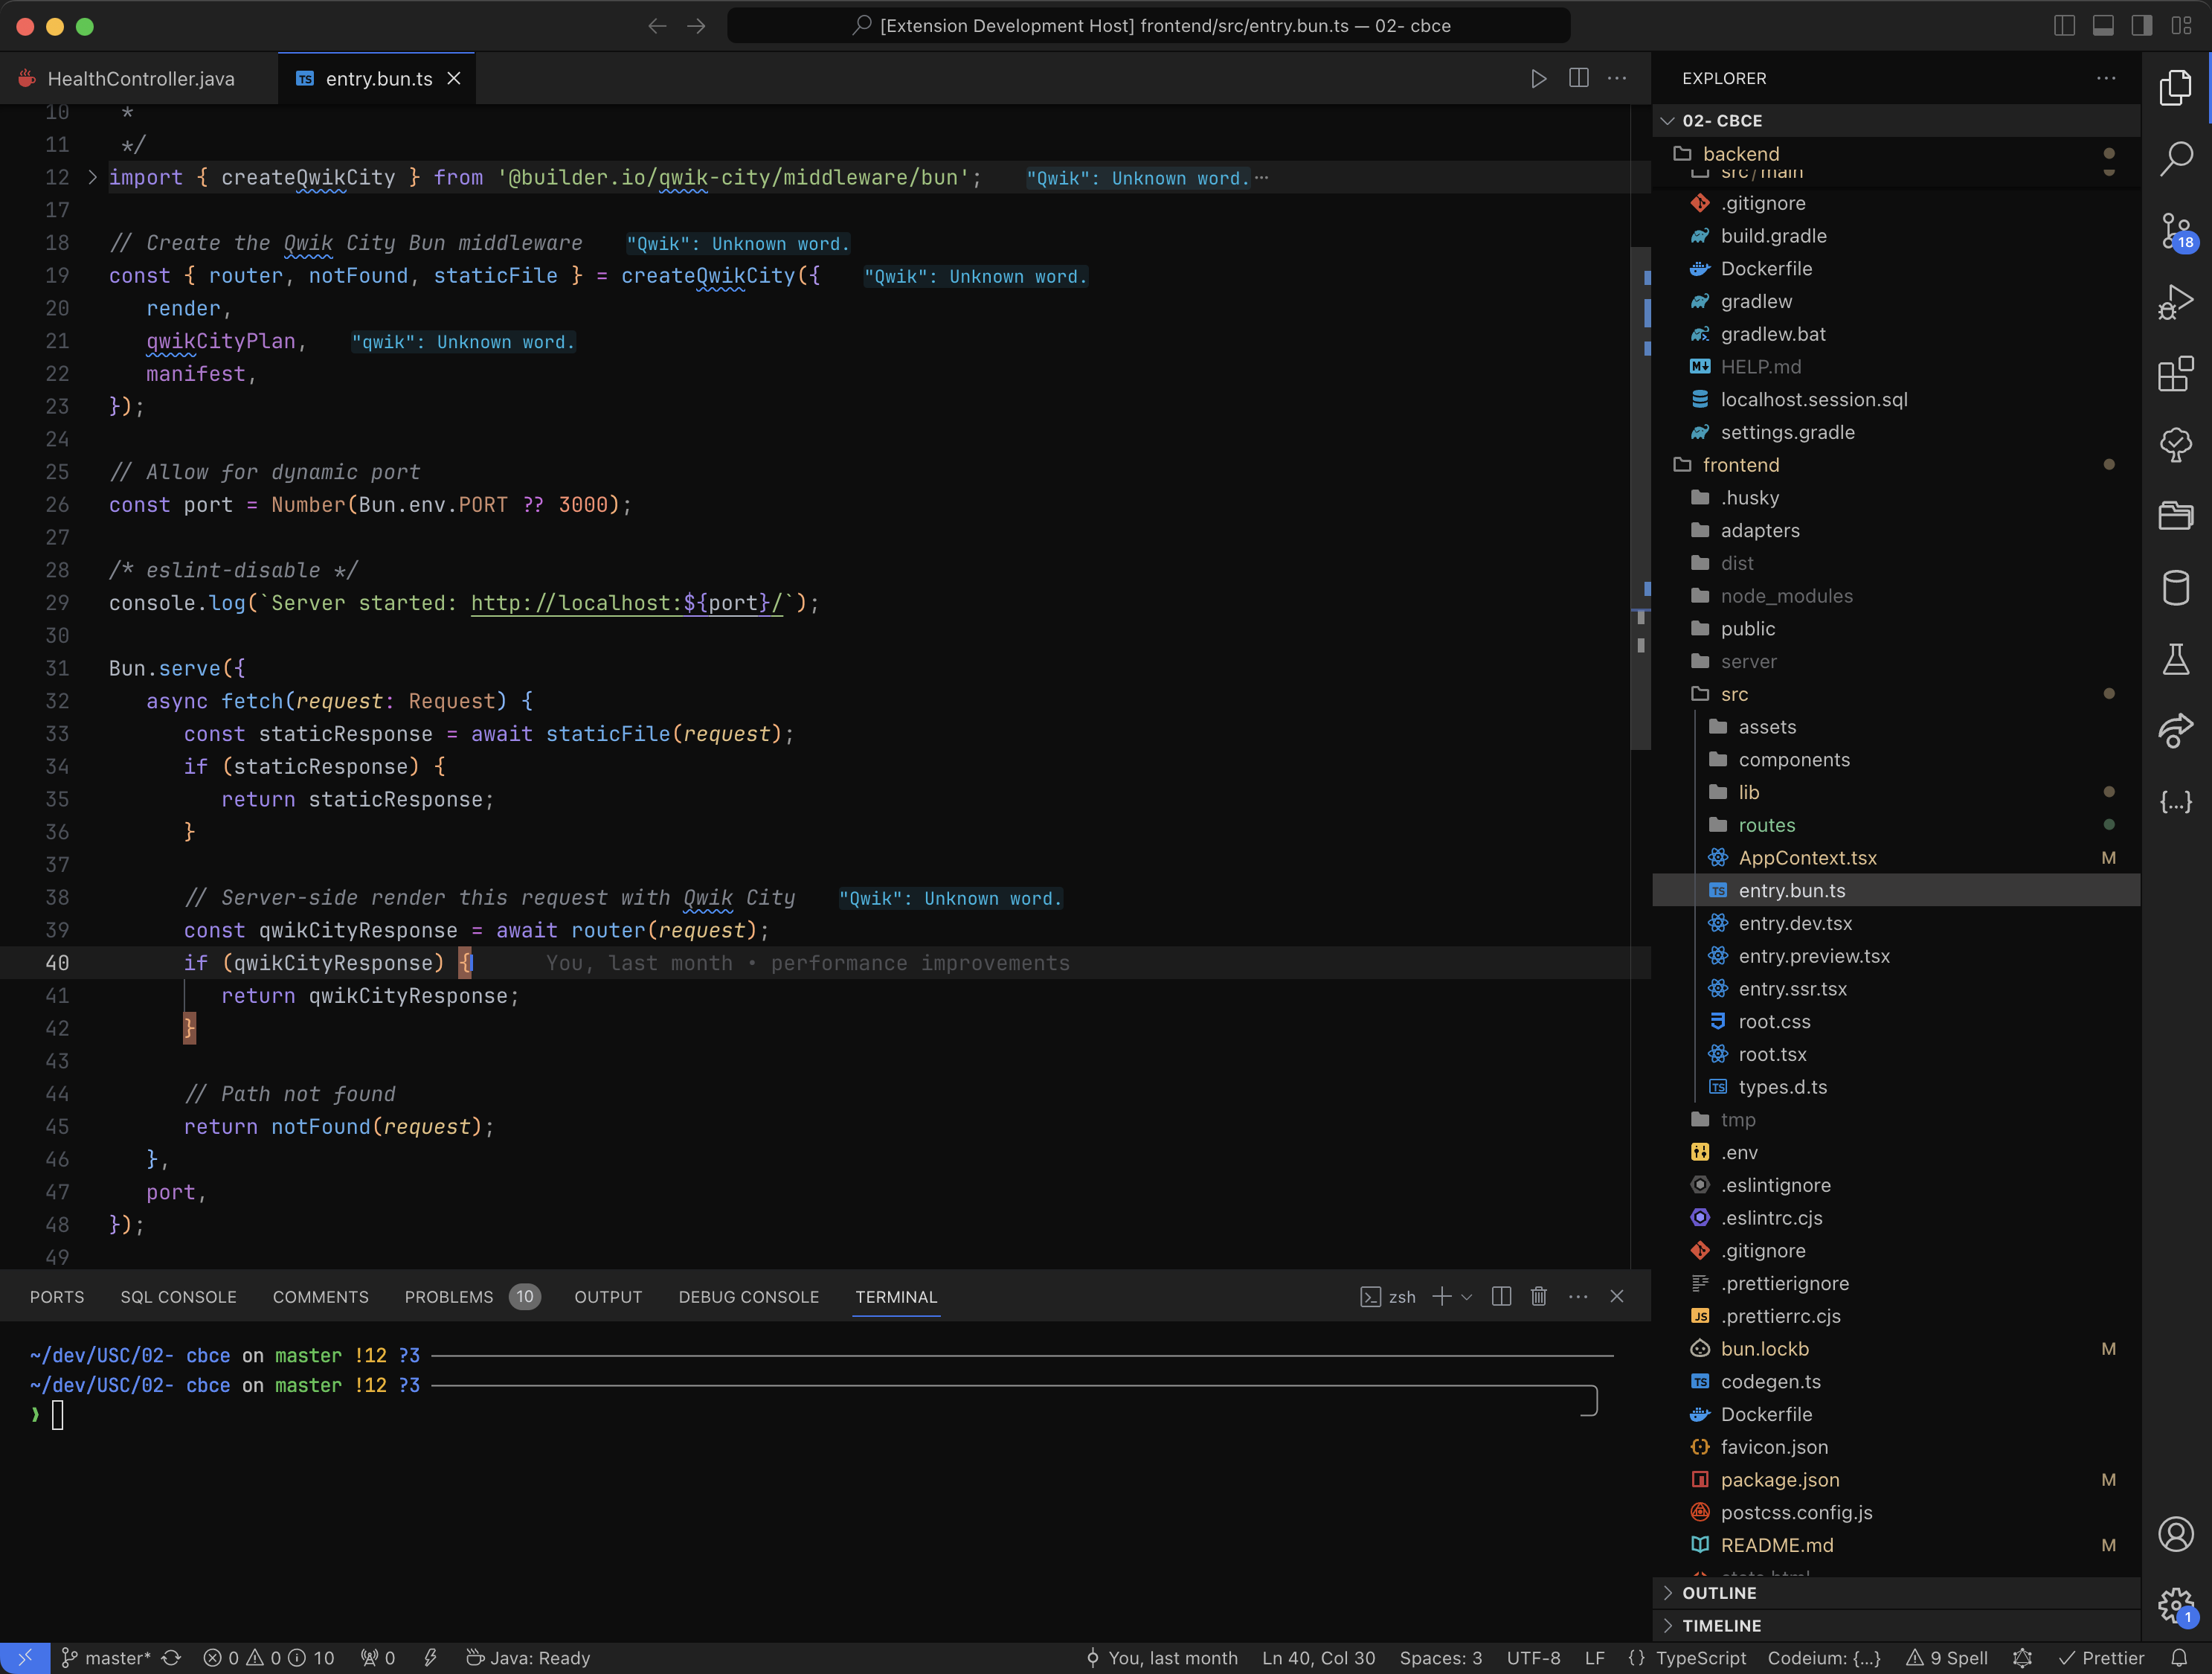 [Extension Development Host] frontend/src/entry.bun.ts — 02- cbce
HealthController.java
TS entry.bun.ts
10 *
11 */
12 import { createQwikCity } from '@builder.io/qwik-city/middleware/bun'; "Qwik": Unknown word. ···
17
18 // Create the Qwik City Bun middleware "Qwik": Unknown word.
19 const { router, notFound, staticFile } = createQwikCity({ "Qwik": Unknown word.
20 render,
21 qwikCityPlan, "qwik": Unknown word.
22 manifest,
23 });
24
25 // Allow for dynamic port
26 const port = Number(Bun.env.PORT ?? 3000);
27
28 /* eslint-disable */
29 console.log(`Server started: http://localhost:${port}/`);
30
31 Bun.serve({
32 async fetch(request: Request) {
33 const staticResponse = await staticFile(request);
34 if (staticResponse) {
35 return staticResponse;
36 }
37
38 // Server-side render this request with Qwik City "Qwik": Unknown word.
39 const qwikCityResponse = await router(request);
40 if (qwikCityResponse) { You, last month • performance improvements
41 return qwikCityResponse;
42 }
43
44 // Path not found
45 return notFound(request);
46 },
47 port,
48 });
49
PORTS SQL CONSOLE COMMENTS PROBLEMS 10 OUTPUT DEBUG CONSOLE TERMINAL
zsh
~/dev/USC/02- cbce on master !12 ?3
~/dev/USC/02- cbce on master !12 ?3
❯
EXPLORER
02- CBCE
backend
src/main
.gitignore
build.gradle
Dockerfile
gradlew
gradlew.bat
HELP.md
localhost.session.sql
settings.gradle
frontend
.husky
adapters
dist
node_modules
public
server
src
assets
components
lib
routes
AppContext.tsx M
TS entry.bun.ts
entry.dev.tsx
entry.preview.tsx
entry.ssr.tsx
root.css
root.tsx
TS types.d.ts
tmp
.env
.eslintignore
.eslintrc.cjs
.gitignore
.prettierignore
JS .prettierrc.cjs
bun.lockb M
TS codegen.ts
Dockerfile
favicon.json
package.json M
postcss.config.js
README.md M
OUTLINE
TIMELINE
18
{...}
1
master* 0 0 10 0 Java: Ready
You, last month Ln 40, Col 30 Spaces: 3 UTF-8 LF {} TypeScript Codeium: {...} 9 Spell Prettier